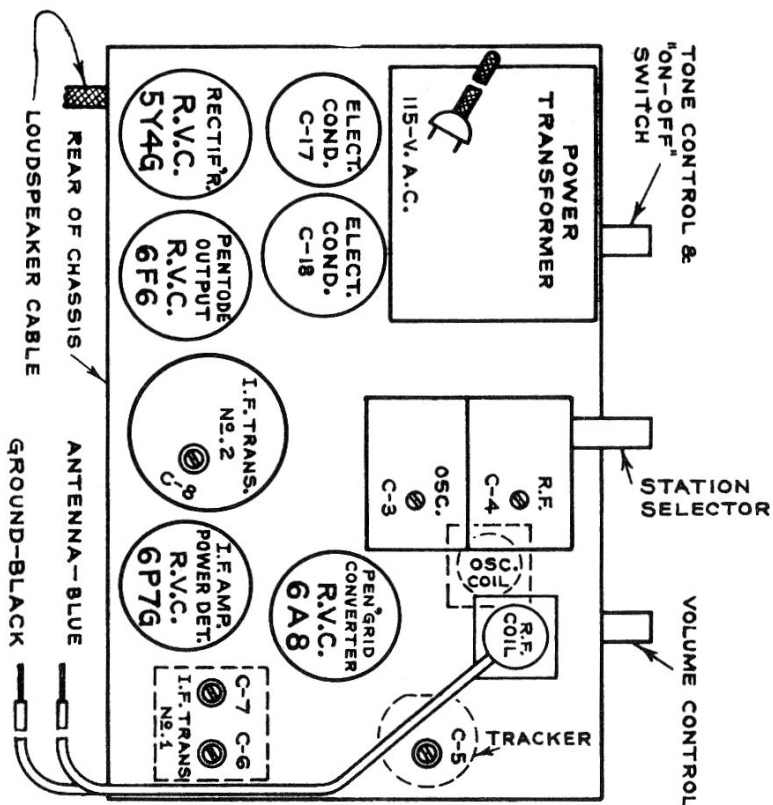 TONE CONTROL &
"ON-OFF"
SWITCH
STATION
SELECTOR
VOLUME CONTROL
POWER
TRANSFORMER
115-V. A.C.
R.F.
C-4
OSC.
C-3
OSC.
COIL
R.F.
COIL
C-5
TRACKER
ELECT.
COND.
C-17
ELECT.
COND.
C-18
PEN'GRID
CONVERTER
R.V.C.
6A8
RECTIF'R.
R.V.C.
5Y4G
PENTODE
OUTPUT
R.V.C.
6F6
I.F. TRANS.
No. 2
C-8
I.F. AMP.
POWER DET.
R.V.C.
6P7G
C-7 C-6
I.F. TRANS
No. 1
REAR OF CHASSIS
LOUDSPEAKER CABLE
ANTENNA-BLUE
GROUND-BLACK